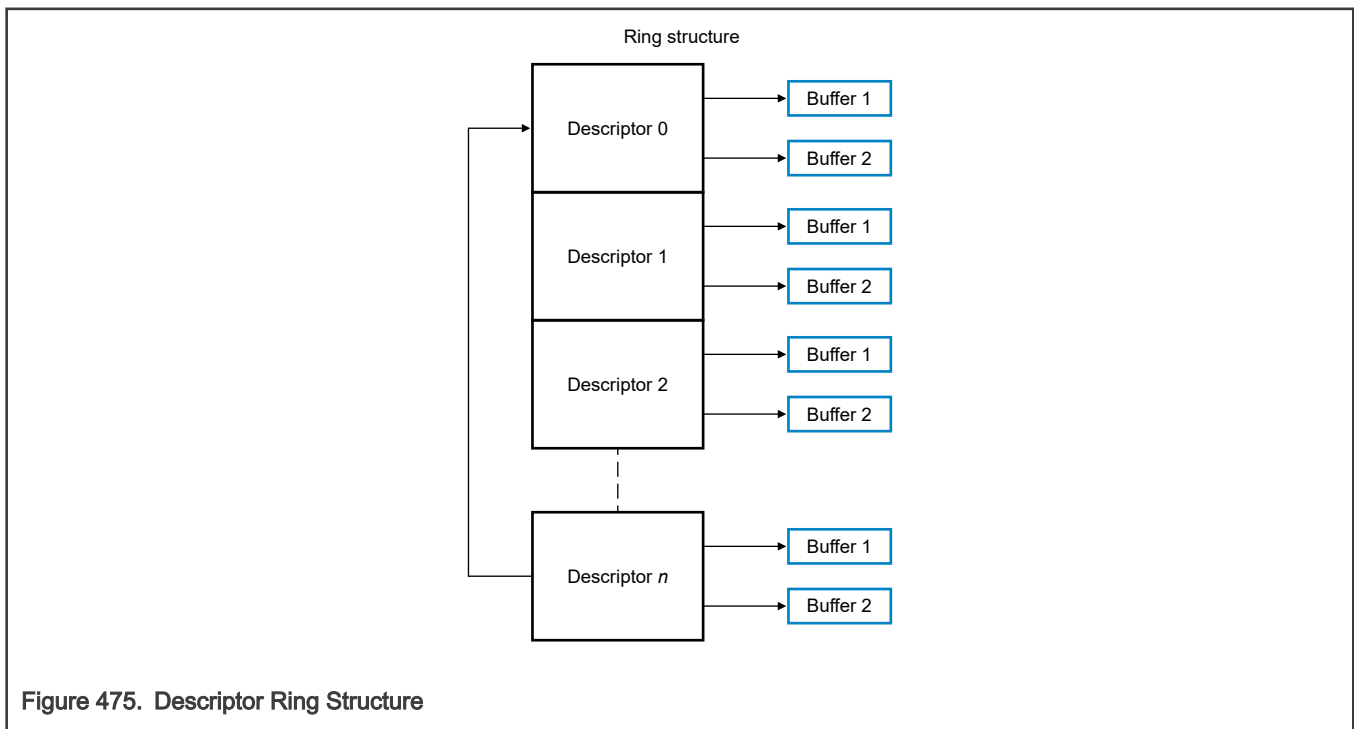 Ring structure
Descriptor 0
Buffer 1
Buffer 2
Descriptor 1
Buffer 1
Buffer 2
Descriptor 2
Buffer 1
Buffer 2
Descriptor n
Buffer 1
Buffer 2
Figure 475. Descriptor Ring Structure